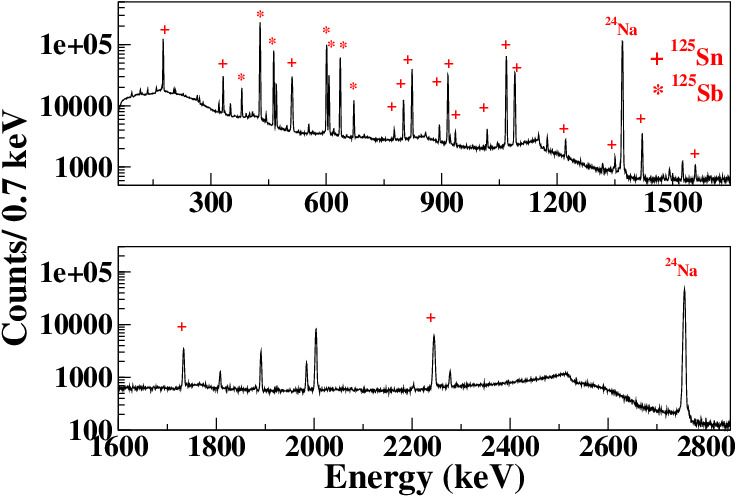 Counts/ 0.7 keV
1e+05
10000
1000
* * * * * * *
+ + + + + + + + + + + + + + + +
²⁴Na
+ ¹²⁵Sn
* ¹²⁵Sb
300 600 900 1200 1500
1e+05
10000
1000
100
+ +
²⁴Na
1600 1800 2000 2200 2400 2600 2800
Energy (keV)